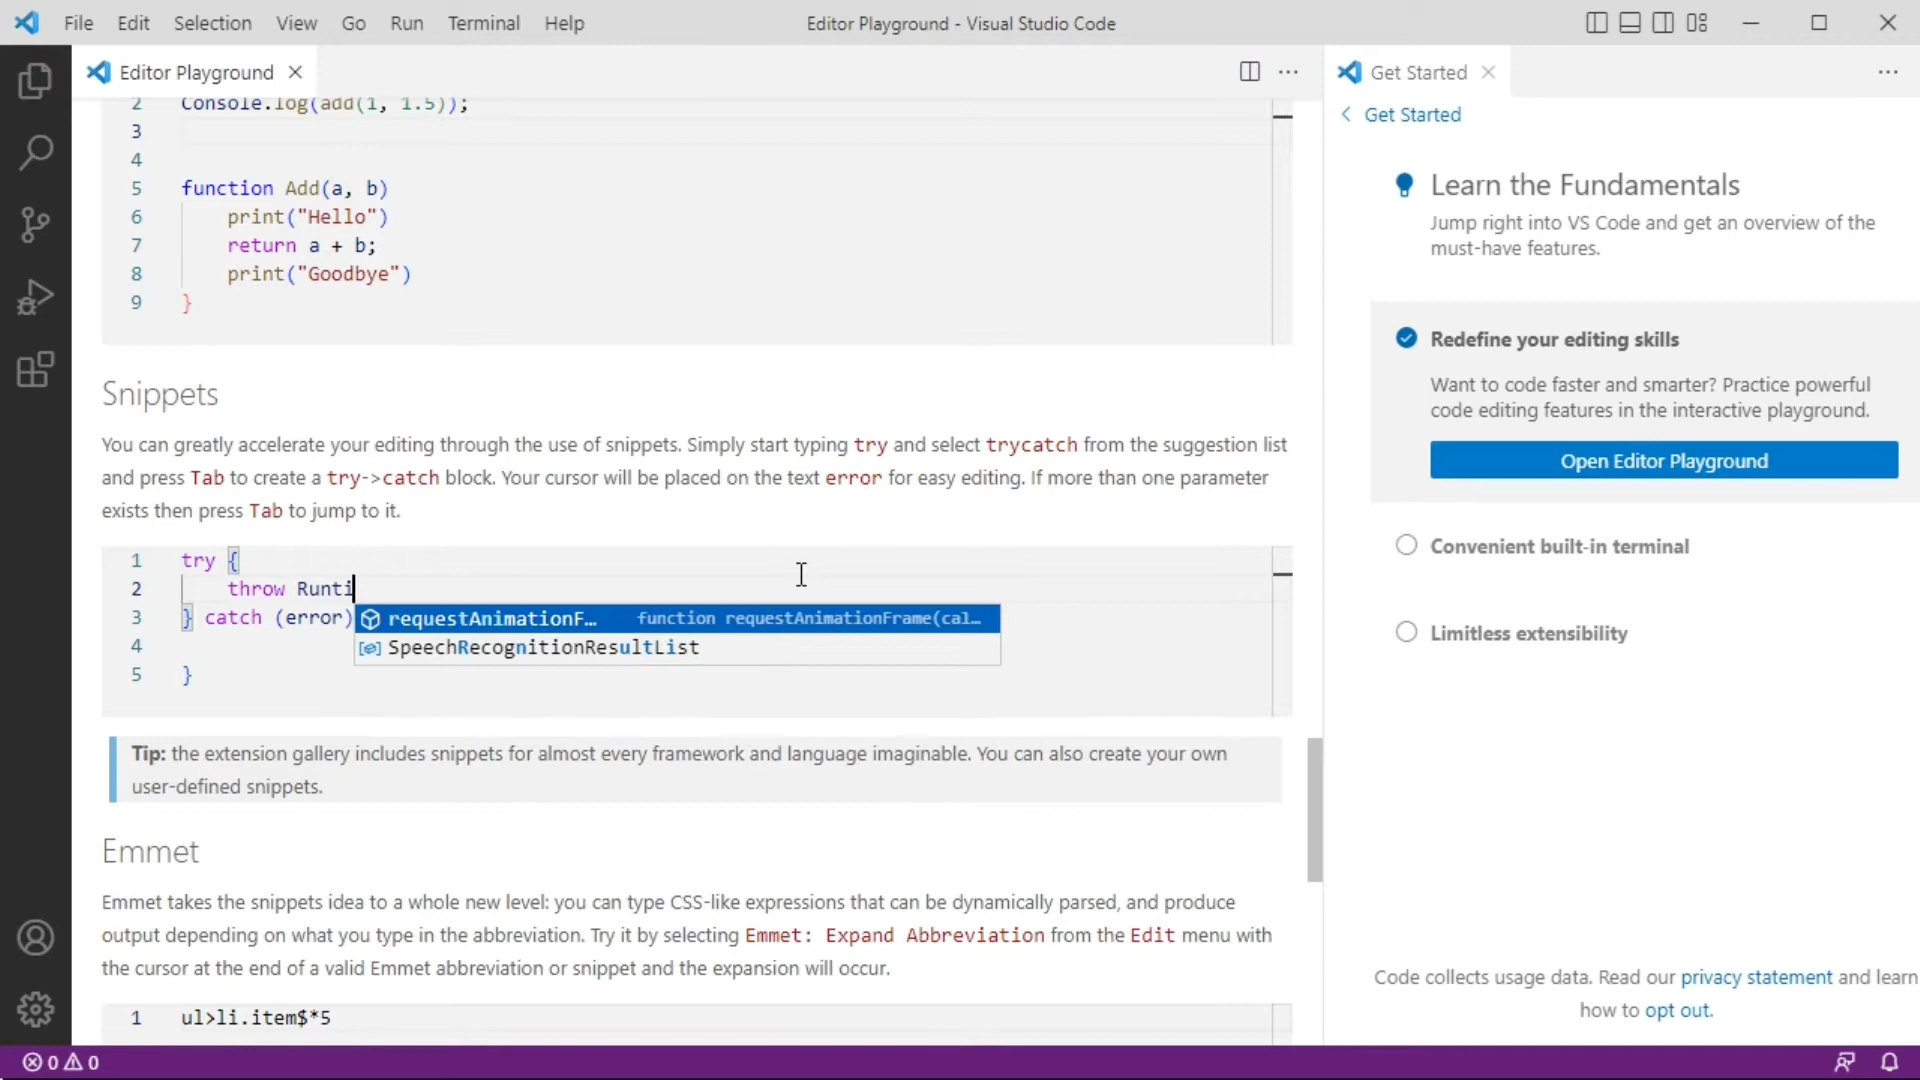 File Edit Selection View Go Run Terminal Help
Editor Playground - Visual Studio Code
Editor Playground
2 Console.log(add(1, 1.5));
3
4
5 function Add(a, b)
6 print("Hello")
7 return a + b;
8 print("Goodbye")
9 }
Snippets
You can greatly accelerate your editing through the use of snippets. Simply start typing try and select trycatch from the suggestion list
and press Tab to create a try->catch block. Your cursor will be placed on the text error for easy editing. If more than one parameter
exists then press Tab to jump to it.
1 try {
2 throw Runti
3 } catch (error)
requestAnimationF… function requestAnimationFrame(cal…
4
SpeechRecognitionResultList
5 }
Tip: the extension gallery includes snippets for almost every framework and language imaginable. You can also create your own
user-defined snippets.
Emmet
Emmet takes the snippets idea to a whole new level: you can type CSS-like expressions that can be dynamically parsed, and produce
output depending on what you type in the abbreviation. Try it by selecting Emmet: Expand Abbreviation from the Edit menu with
the cursor at the end of a valid Emmet abbreviation or snippet and the expansion will occur.
1 ul>li.item$*5
Get Started
Get Started
Learn the Fundamentals
Jump right into VS Code and get an overview of the
must-have features.
Redefine your editing skills
Want to code faster and smarter? Practice powerful
code editing features in the interactive playground.
Open Editor Playground
Convenient built-in terminal
Limitless extensibility
Code collects usage data. Read our privacy statement and learn
how to opt out.
0 0